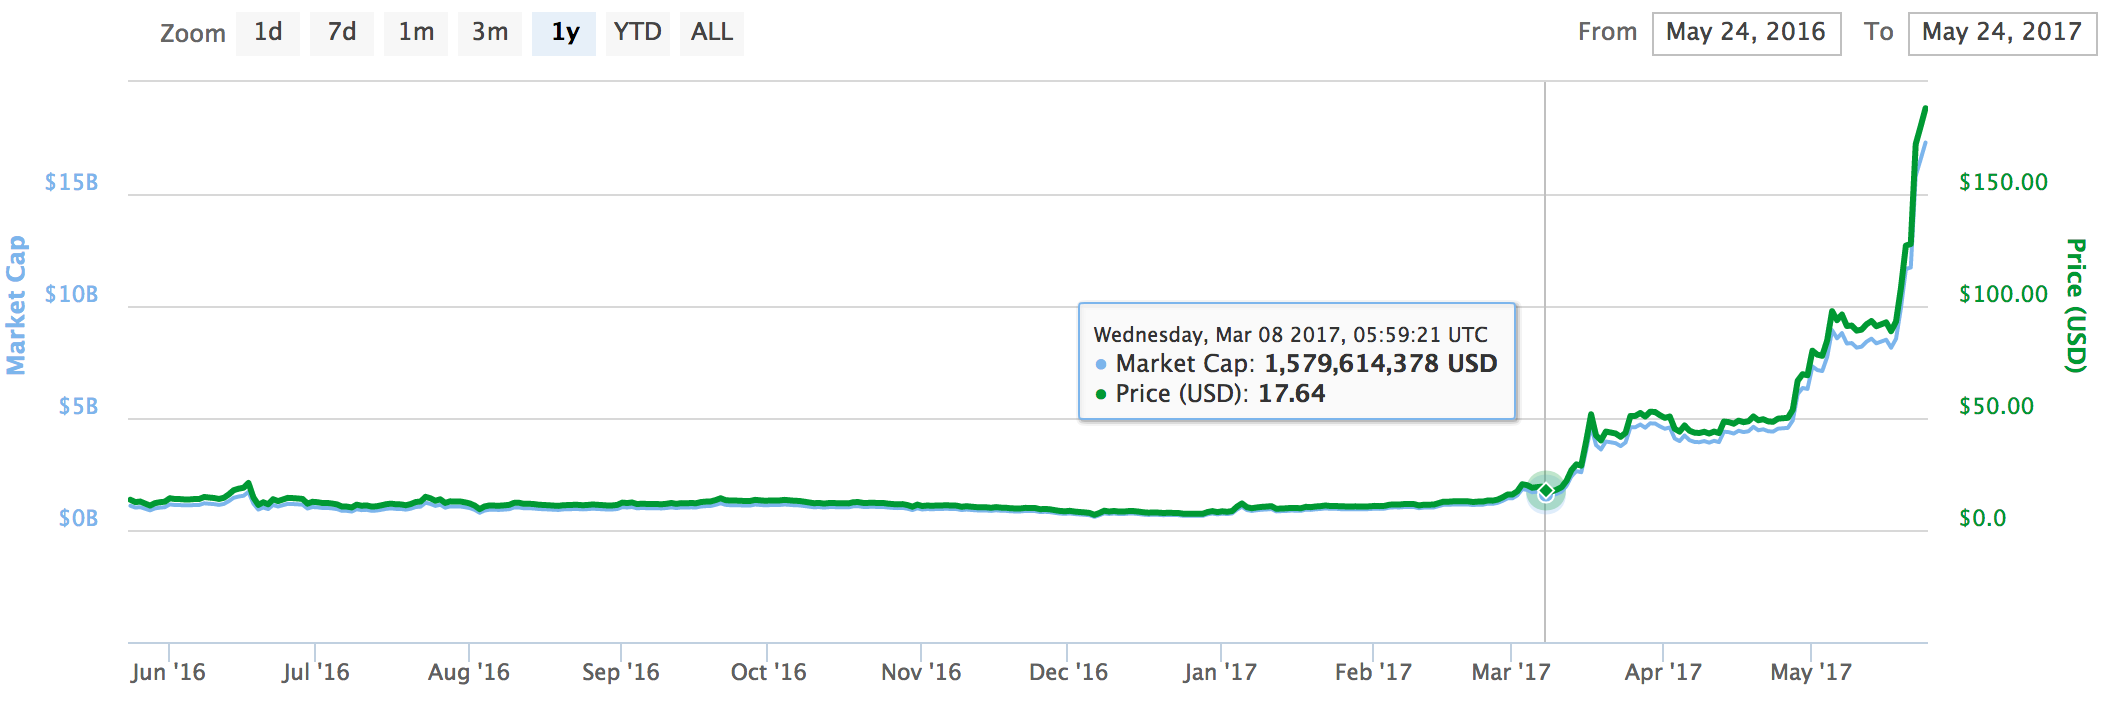 Zoom 1d 7d 1m 3m 1y YTD ALL From May 24, 2016 To May 24, 2017
Market Cap
$15B
$10B
$5B
$0B
Wednesday, Mar 08 2017, 05:59:21 UTC
● Market Cap: 1,579,614,378 USD
● Price (USD): 17.64
$150.00
$100.00
$50.00
$0.0
Price (USD)
Jun '16 Jul '16 Aug '16 Sep '16 Oct '16 Nov '16 Dec '16 Jan '17 Feb '17 Mar '17 Apr '17 May '17